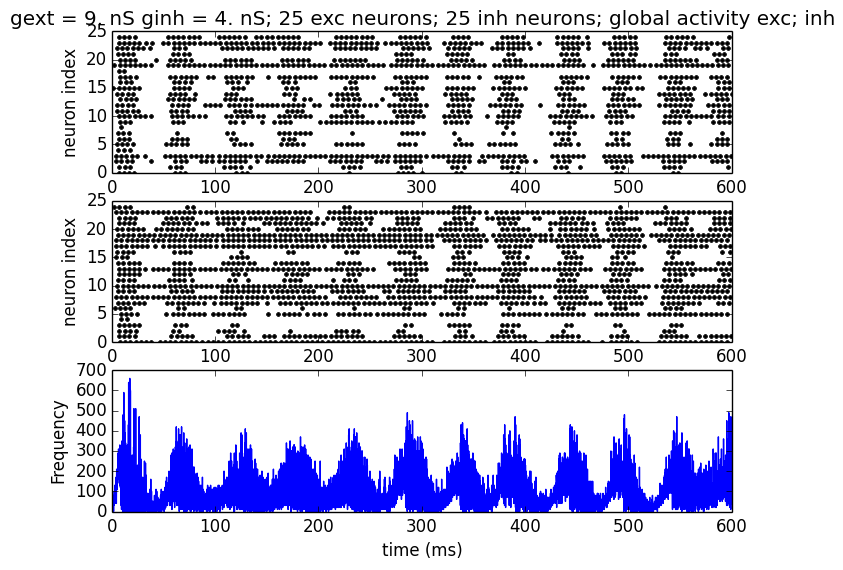 gext = 9. nS ginh = 4. nS; 25 exc neurons; 25 inh neurons; global activity exc; inh
25
20
15
10
5
0
neuron index
0 100 200 300 400 500 600
25
20
15
10
5
0
neuron index
0 100 200 300 400 500 600
700
600
500
400
300
200
100
0
Frequency
0 100 200 300 400 500 600
time (ms)